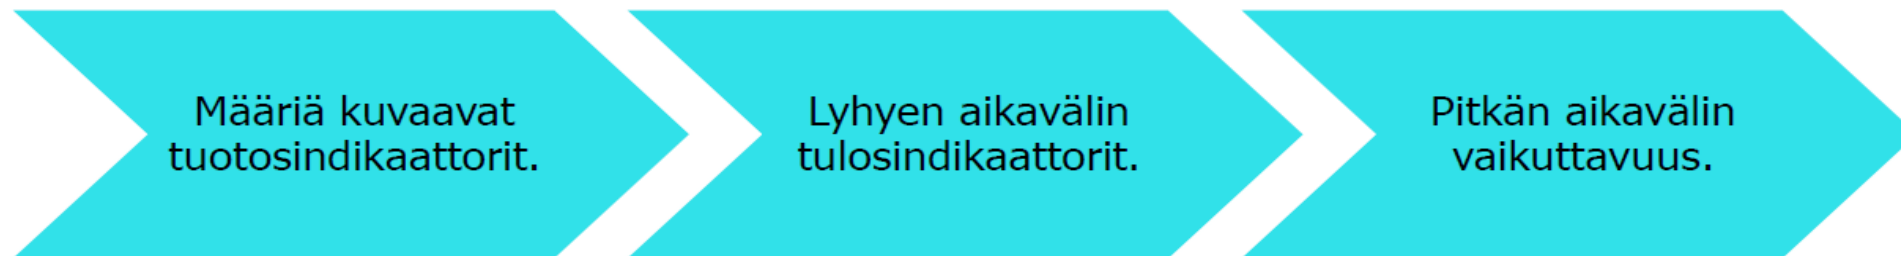 Määriä kuvaavat
tuotosindikaattorit.
Lyhyen aikavälin
tulosindikaattorit.
Pitkän aikavälin
vaikuttavuus.